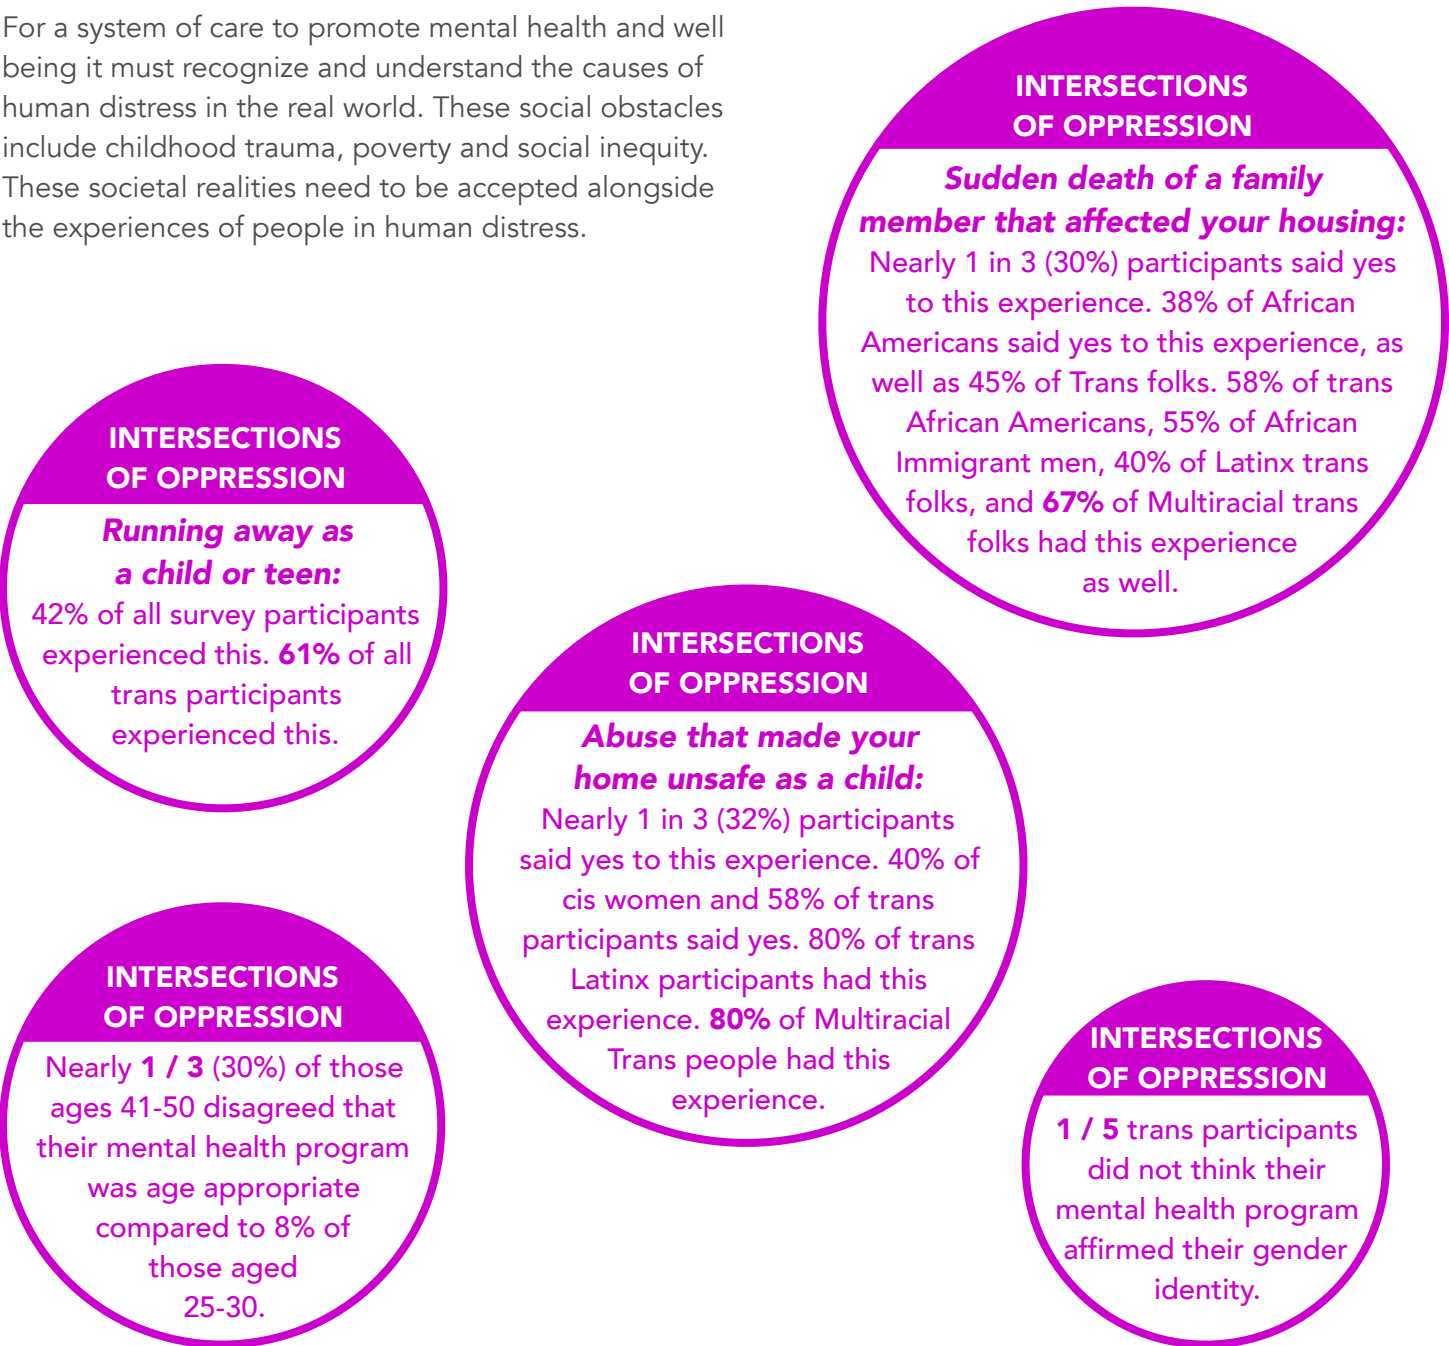 For a system of care to promote mental health and well
being it must recognize and understand the causes of
human distress in the real world. These social obstacles
include childhood trauma, poverty and social inequity.
These societal realities need to be accepted alongside
the experiences of people in human distress.
INTERSECTIONS
OF OPPRESSION
Sudden death of a family
member that affected your housing:
Nearly 1 in 3 (30%) participants said yes
to this experience. 38% of African
Americans said yes to this experience, as
well as 45% of Trans folks. 58% of trans
African Americans, 55% of African
Immigrant men, 40% of Latinx trans
folks, and 67% of Multiracial trans
folks had this experience
as well.
INTERSECTIONS
OF OPPRESSION
Running away as
a child or teen:
42% of all survey participants
experienced this. 61% of all
trans participants
experienced this.
INTERSECTIONS
OF OPPRESSION
Abuse that made your
home unsafe as a child:
Nearly 1 in 3 (32%) participants
said yes to this experience. 40% of
cis women and 58% of trans
participants said yes. 80% of trans
Latinx participants had this
experience. 80% of Multiracial
Trans people had this
experience.
INTERSECTIONS
OF OPPRESSION
Nearly 1 / 3 (30%) of those
ages 41-50 disagreed that
their mental health program
was age appropriate
compared to 8% of
those aged
25-30.
INTERSECTIONS
OF OPPRESSION
1 / 5 trans participants
did not think their
mental health program
affirmed their gender
identity.